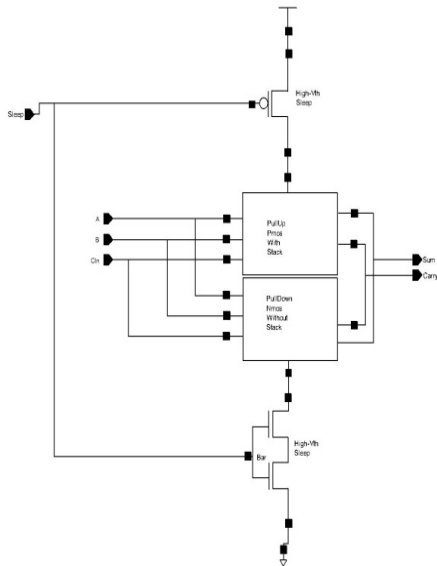 High-Vth
Sleep
Sleep
A
B
Cin
PullUp
Pmos
With
Stack
Sum
Carry
PullDown
Nmos
Without
Stack
High-Vth
Sleep
Bar